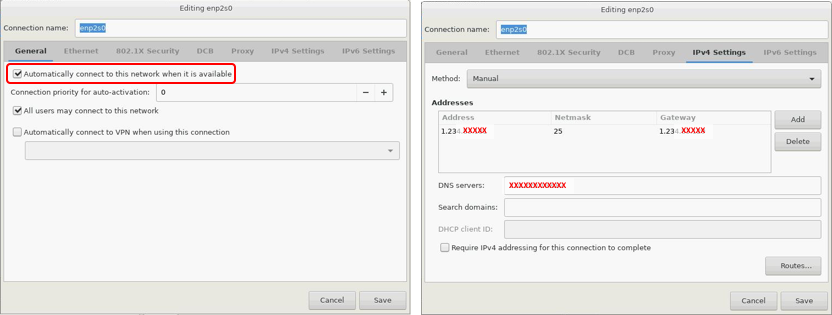 Editing enp2s0
Connection name: enp2s0
General Ethernet 802.1X Security DCB Proxy IPv4 Settings IPv6 Settings
Automatically connect to this network when it is available
Connection priority for auto-activation: 0 − +
All users may connect to this network
Automatically connect to VPN when using this connection
Cancel Save
Editing enp2s0
Connection name: enp2s0
General Ethernet 802.1X Security DCB Proxy IPv4 Settings IPv6 Settings
Method: Manual
Addresses
Address Netmask Gateway
1.234.XXXXX 25 1.234.XXXXX
Add
Delete
DNS servers: XXXXXXXXXXXX
Search domains:
DHCP client ID:
Require IPv4 addressing for this connection to complete
Routes...
Cancel Save